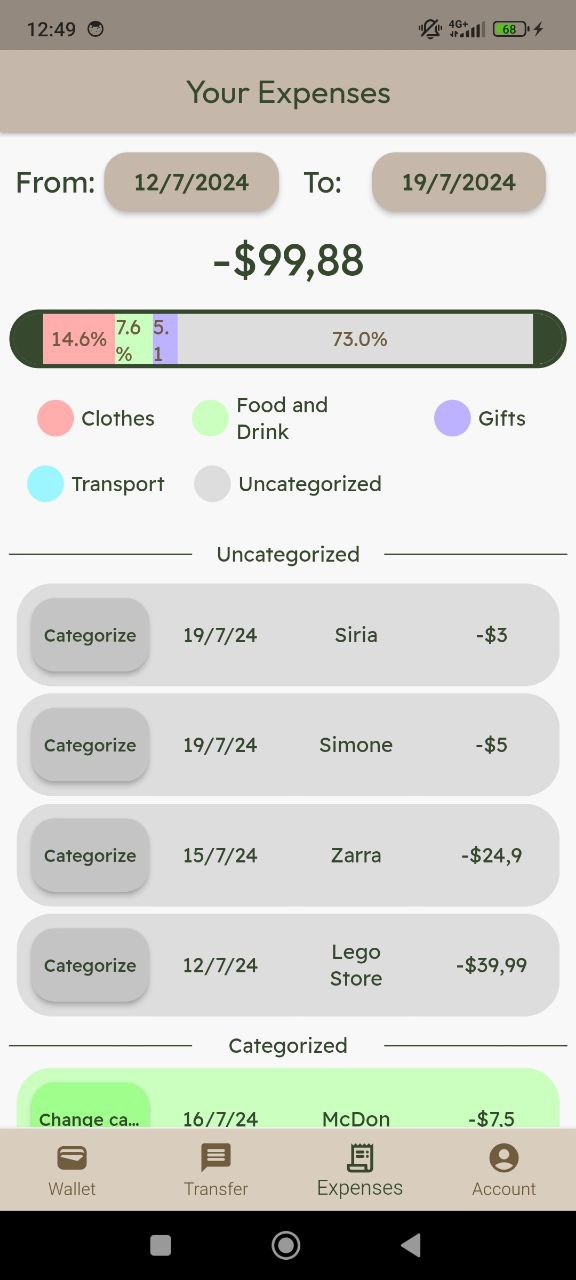 12:49
4G+
68
Your Expenses
From: 12/7/2024 To: 19/7/2024
-$99,88
14.6% 7.6 5. 73.0%
% 1
Clothes Food and Gifts
Drink
Transport Uncategorized
Uncategorized
Categorize 19/7/24 Siria -$3
Categorize 19/7/24 Simone -$5
Categorize 15/7/24 Zarra -$24,9
Categorize 12/7/24 Lego -$39,99
Store
Categorized
Change ca... 16/7/24 McDon -$7,5
Wallet Transfer Expenses Account